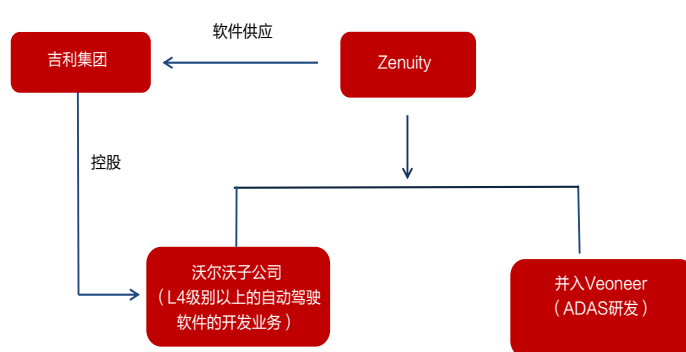 软件供应
吉利集团
Zenuity
控股
沃尔沃子公司
（L4级别以上的自动驾驶
软件的开发业务）
并入Veoneer
（ADAS研发）